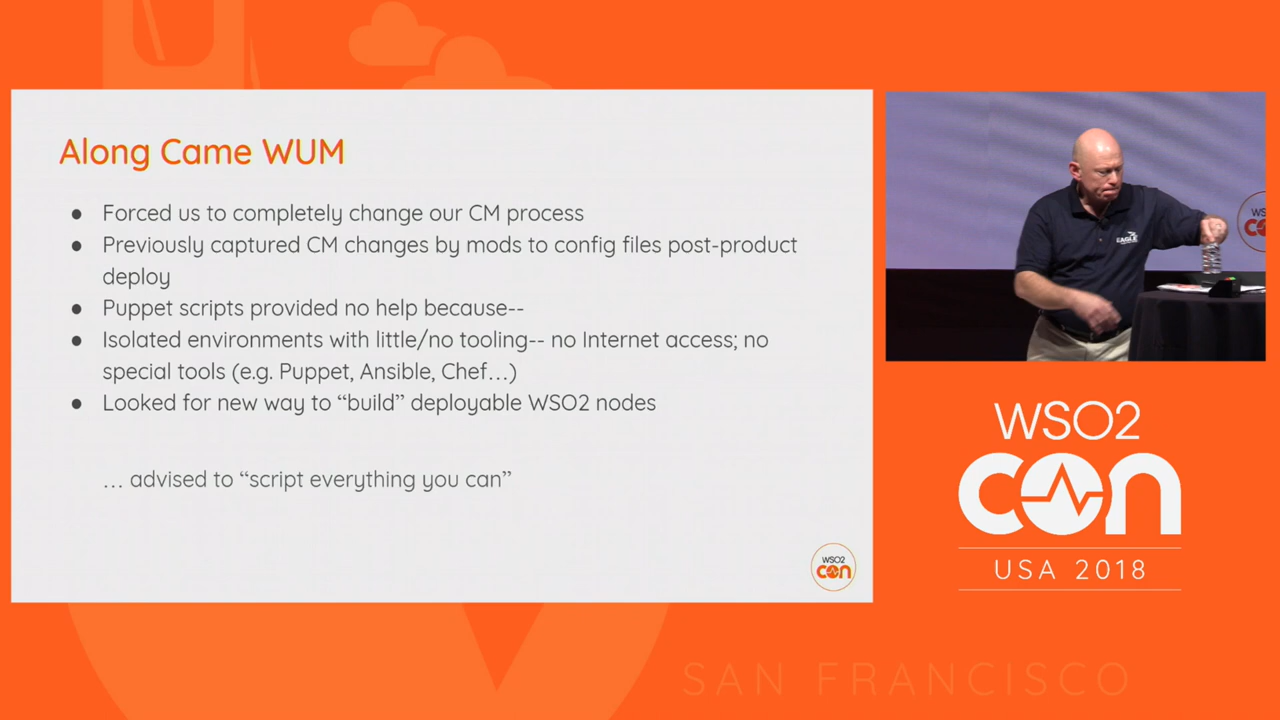 Along Came WUM
● Forced us to completely change our CM process
● Previously captured CM changes by mods to config files post-product
deploy
● Puppet scripts provided no help because--
● Isolated environments with little/no tooling-- no Internet access; no
special tools (e.g. Puppet, Ansible, Chef…)
● Looked for new way to “build” deployable WSO2 nodes
… advised to “script everything you can”
WSO2
con
EAGLE
WSO2
con
USA 2018
SAN FRANCISCO